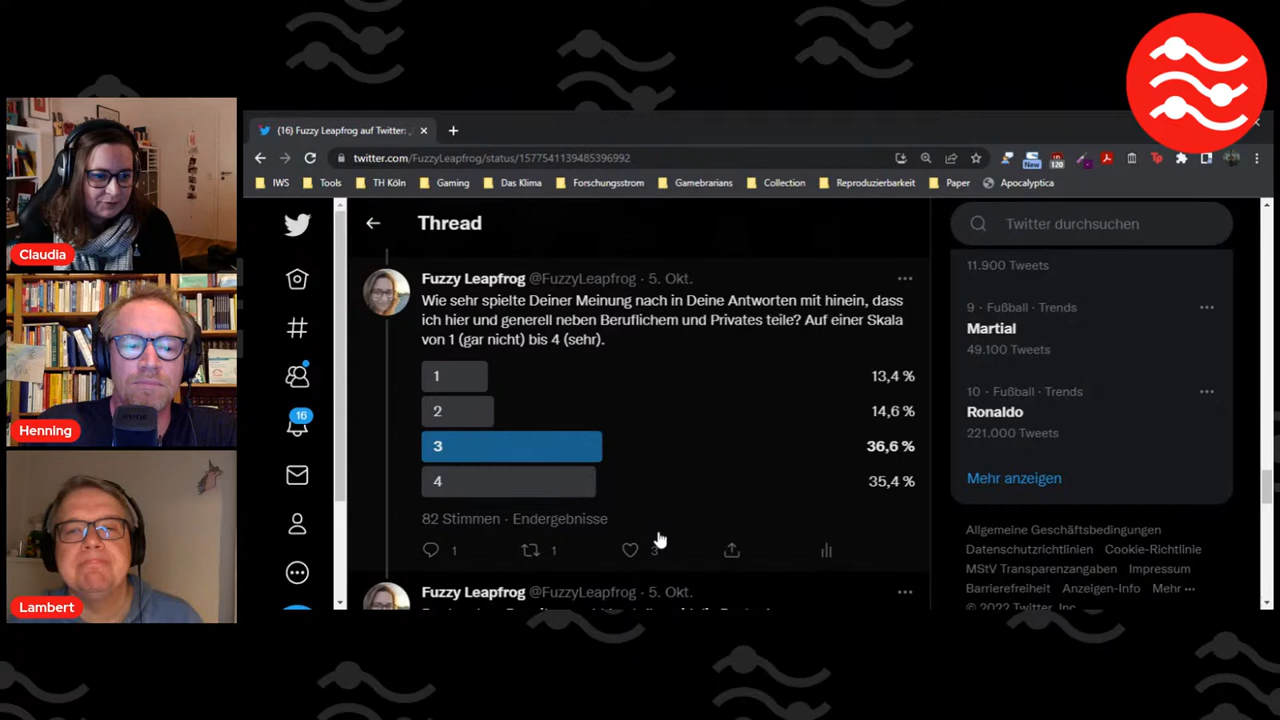 Claudia
Henning
Lambert
(16) Fuzzy Leapfrog auf Twitter:
twitter.com/FuzzyLeapfrog/status/1577541139485396992
New
120
IWS
Tools
TH Köln
Gaming
Das Klima
Forschungsstrom
Gamebrarians
Collection
Reproduzierbarkeit
Paper
Apocalyptica
16
Thread
Fuzzy Leapfrog @FuzzyLeapfrog · 5. Okt.
Wie sehr spielte Deiner Meinung nach in Deine Antworten mit hinein, dass
ich hier und generell neben Beruflichem und Privates teile? Auf einer Skala
von 1 (gar nicht) bis 4 (sehr).
1 13,4 %
2 14,6 %
3 36,6 %
4 35,4 %
82 Stimmen · Endergebnisse
1
1
3
Fuzzy Leapfrog @FuzzyLeapfrog · 5. Okt.
Twitter durchsuchen
11.900 Tweets
9 · Fußball · Trends
Martial
49.100 Tweets
10 · Fußball · Trends
Ronaldo
221.000 Tweets
Mehr anzeigen
Allgemeine Geschäftsbedingungen
Datenschutzrichtlinien Cookie-Richtlinie
MStV Transparenzangaben Impressum
Barrierefreiheit Anzeigen-Info Mehr ···
© 2022 Twitter, Inc.